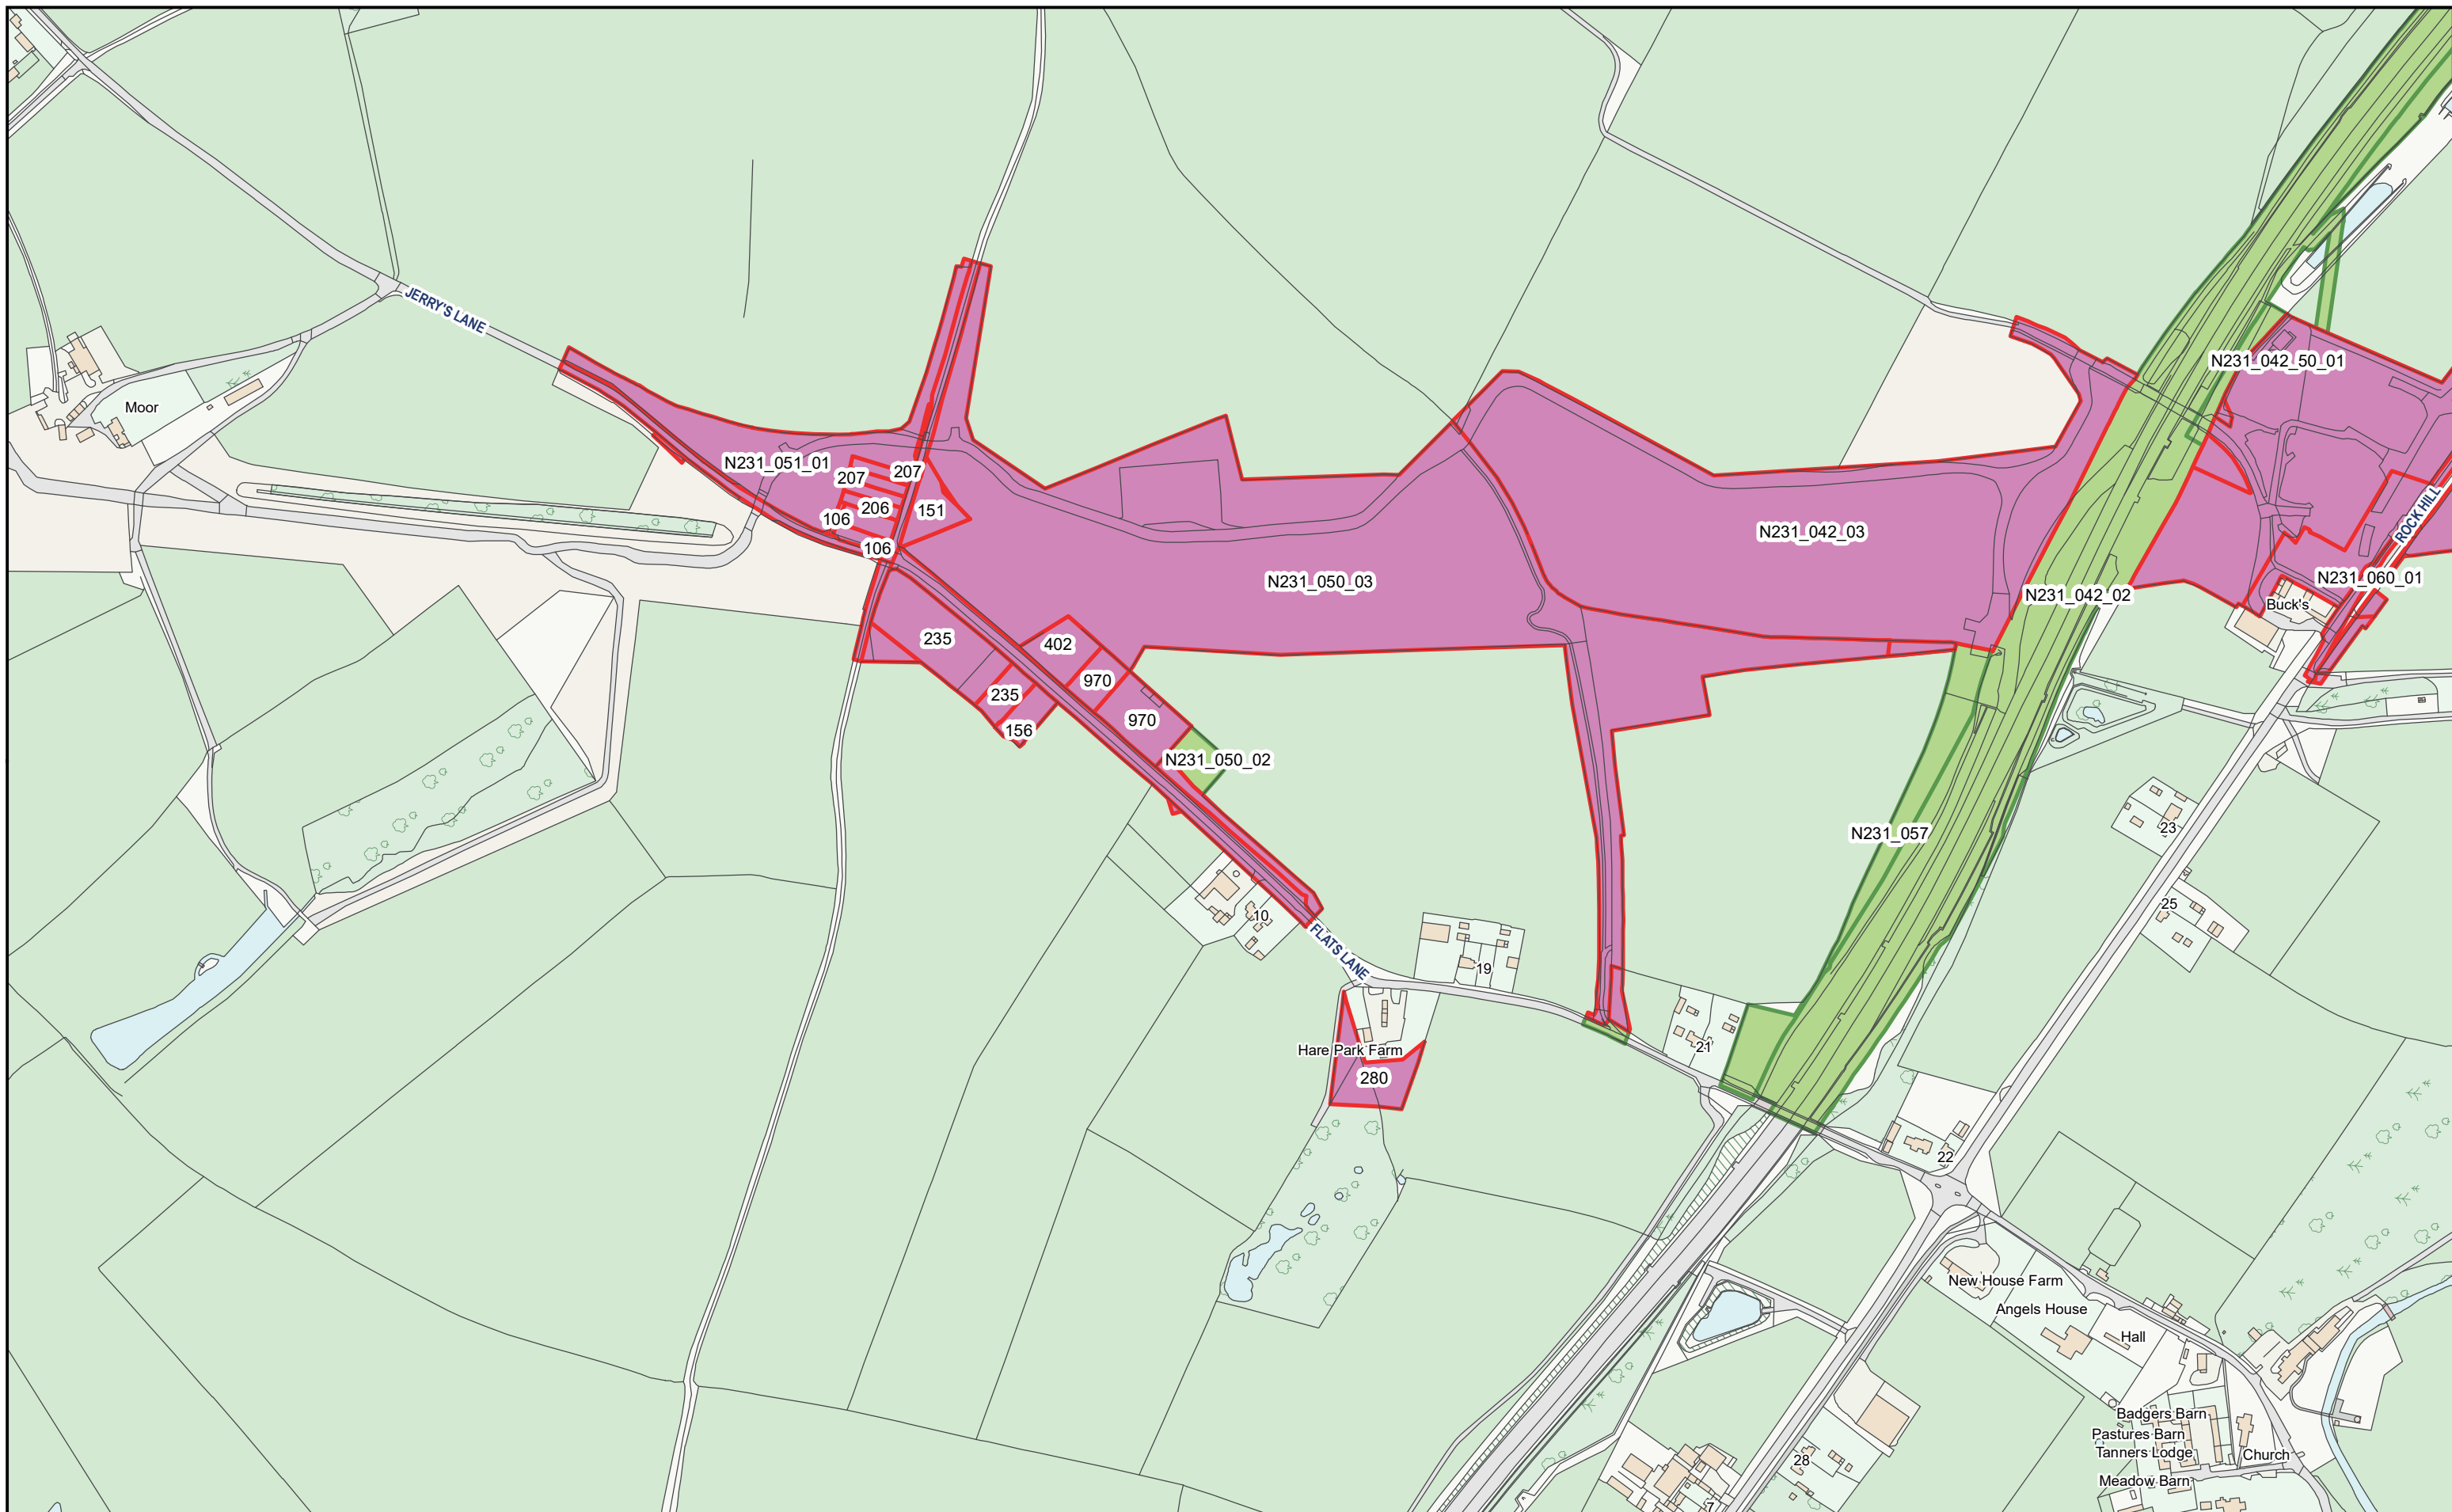 JERRY'S LANE
N231_042_50_01
Moor
N231_051_01
207
207
206
151
106
106
ROCK HILL
N231_042_03
N231_050_03
N231_060_01
N231_042_02
Buck's
235
402
970
235
970
156
N231_050_02
N231_057
23
25
10
FLATS LANE
19
21
Hare Park Farm
280
22
New House Farm
Angels House
Hall
Badgers Barn
Pastures Barn
Tanners Lodge
Church
28
Meadow Barn
7